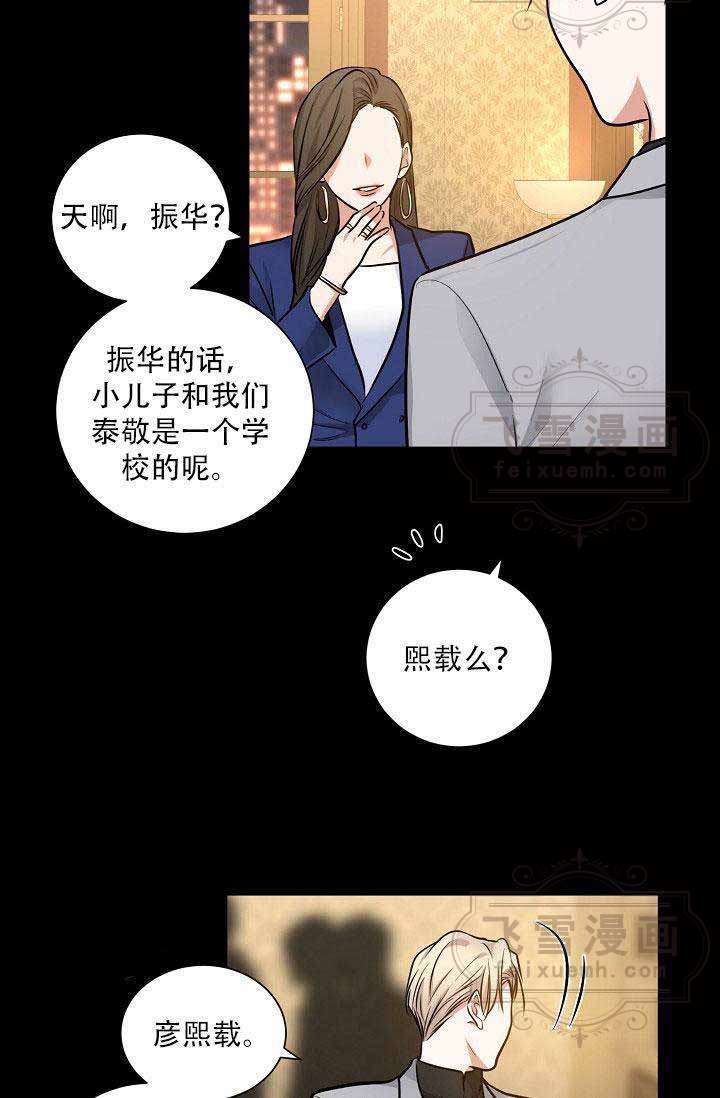 天啊，振华？
振华的话，
小儿子和我们
泰敬是一个学
校的呢。
飞雪漫画
feixuemh.com
熙载么？
飞雪漫画
feixuemh.com
彦熙载。